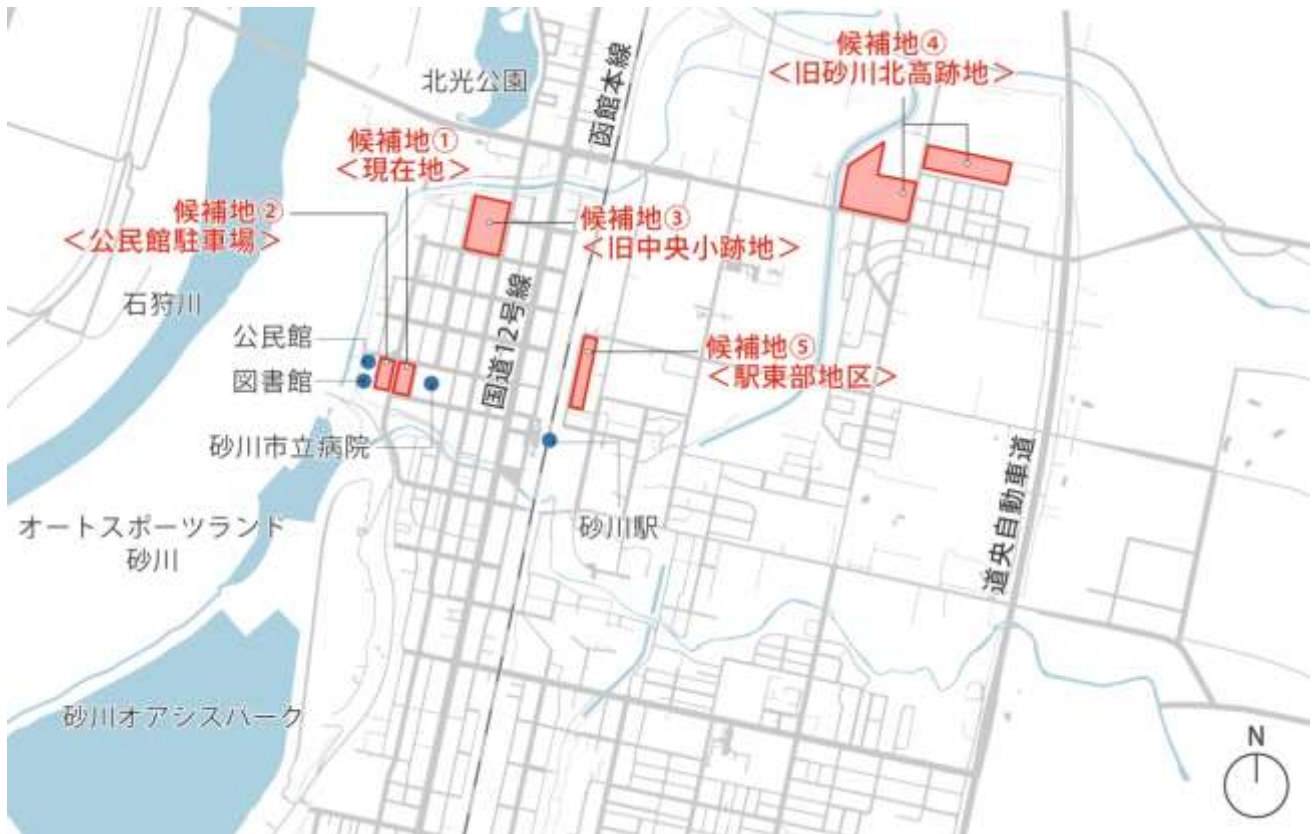 候補地④
＜旧砂川北高跡地＞
北光公園
函館本線
候補地①
＜現在地＞
候補地②
＜公民館駐車場＞
候補地③
＜旧中央小跡地＞
石狩川
国道12号線
公民館
図書館
候補地⑤
＜駅東部地区＞
砂川市立病院
オートスポーツランド
砂川
砂川駅
道央自動車道
砂川オアシスパーク
N